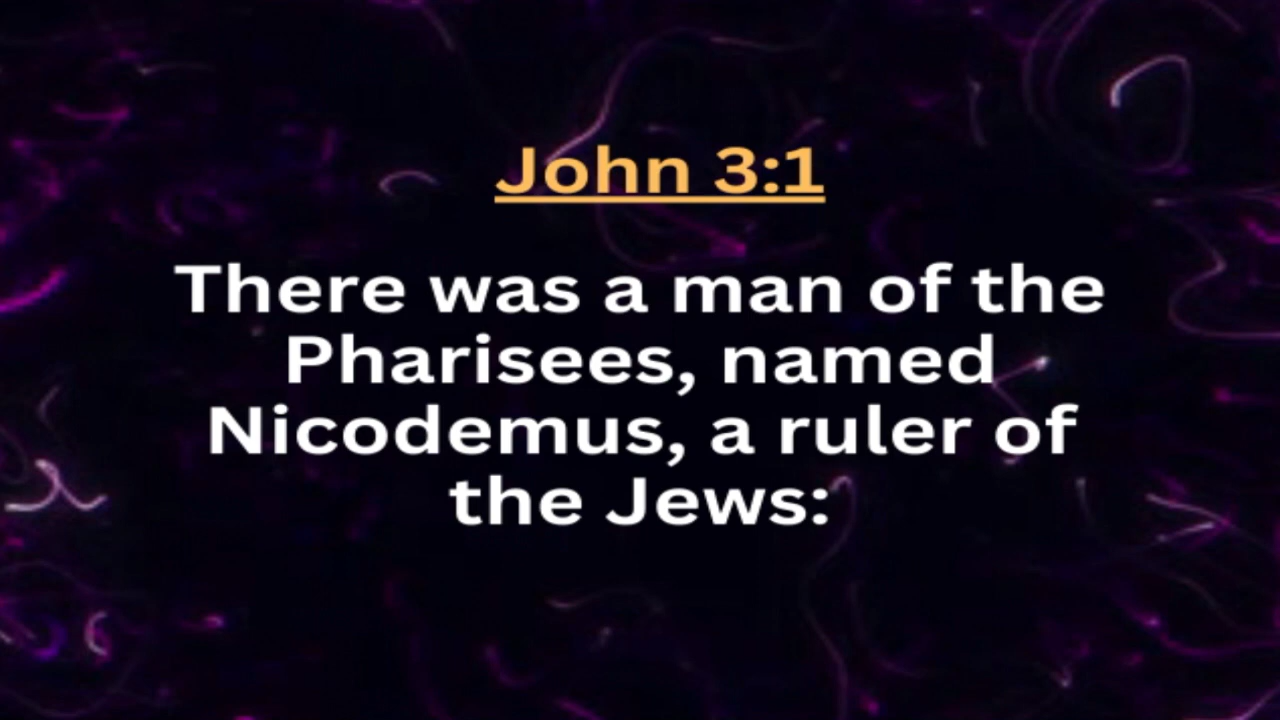 John 3:1
There was a man of the
Pharisees, named
Nicodemus, a ruler of
the Jews: